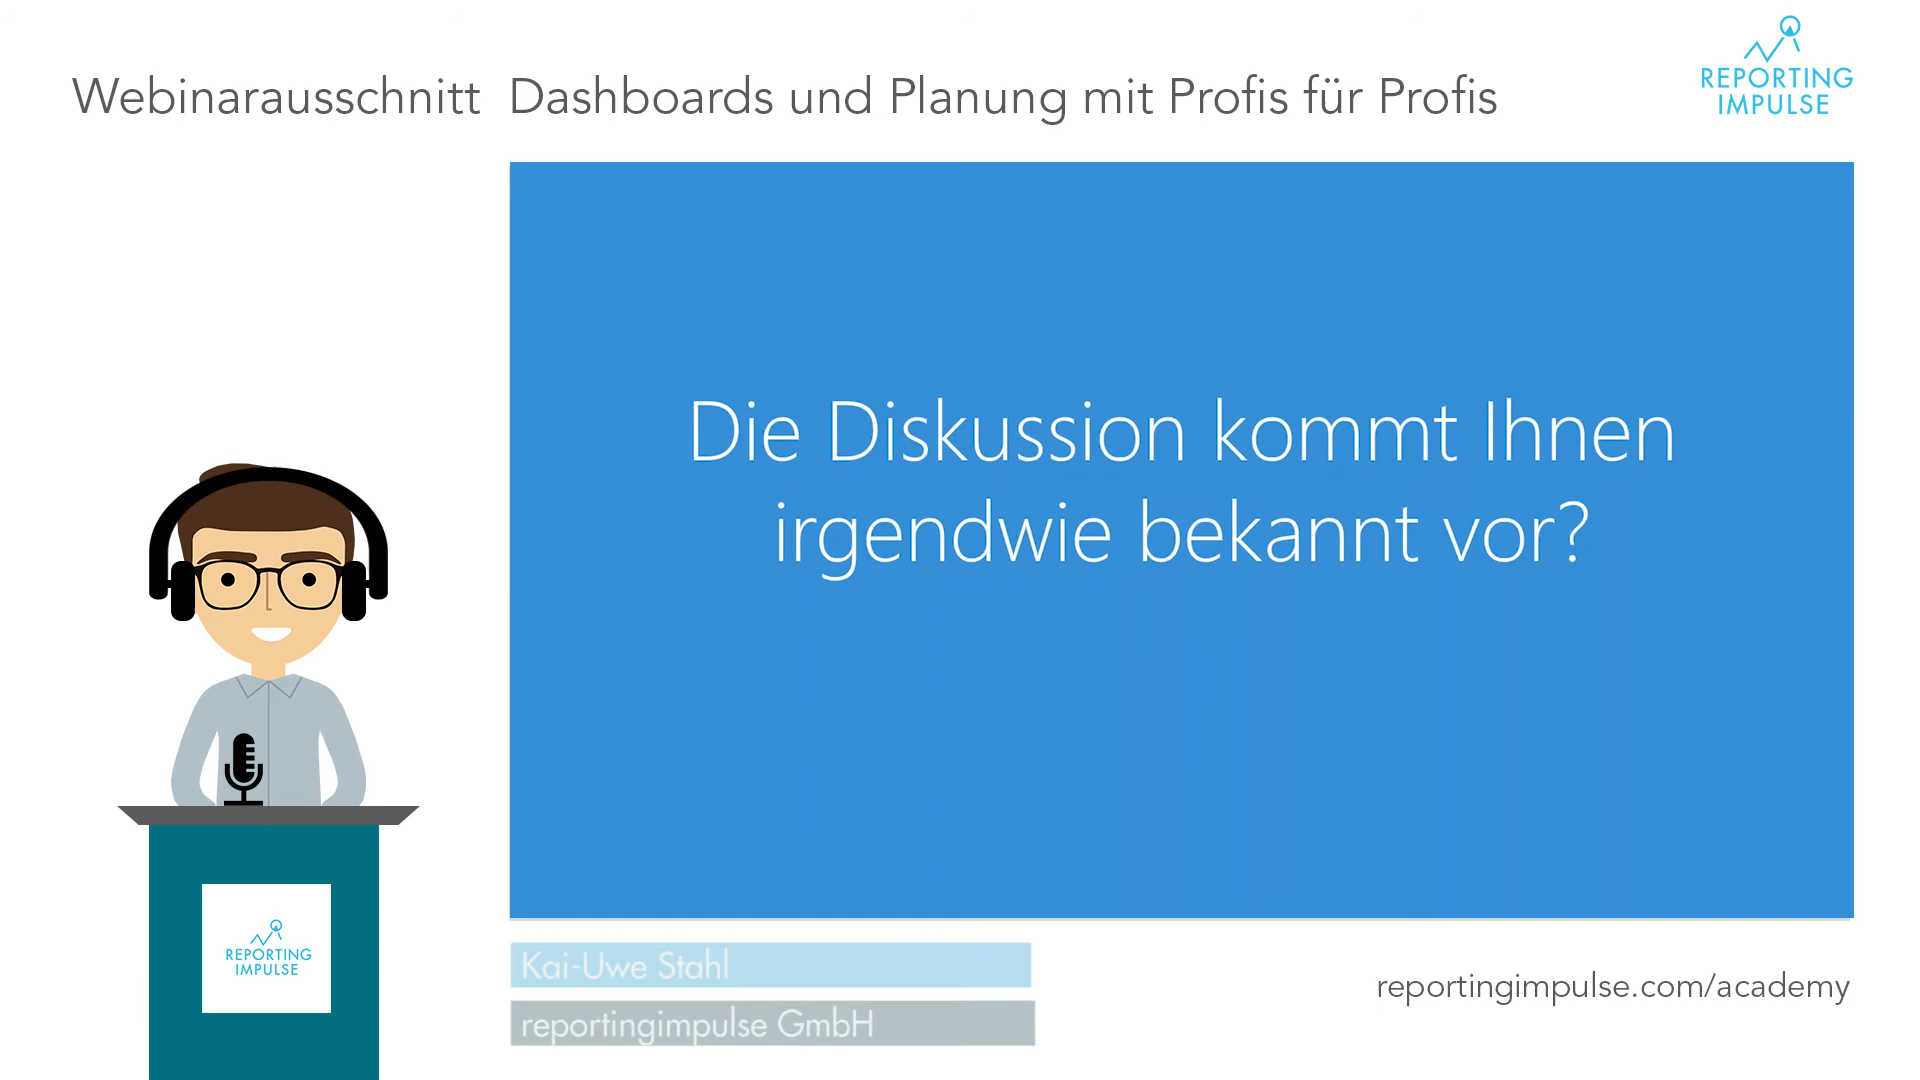 Webinarausschnitt Dashboards und Planung mit Profis für Profis
REPORTING
IMPULSE
Die Diskussion kommt Ihnen
irgendwie bekannt vor?
REPORTING
IMPULSE
Kai-Uwe Stahl
reportingimpulse GmbH
reportingimpulse.com/academy